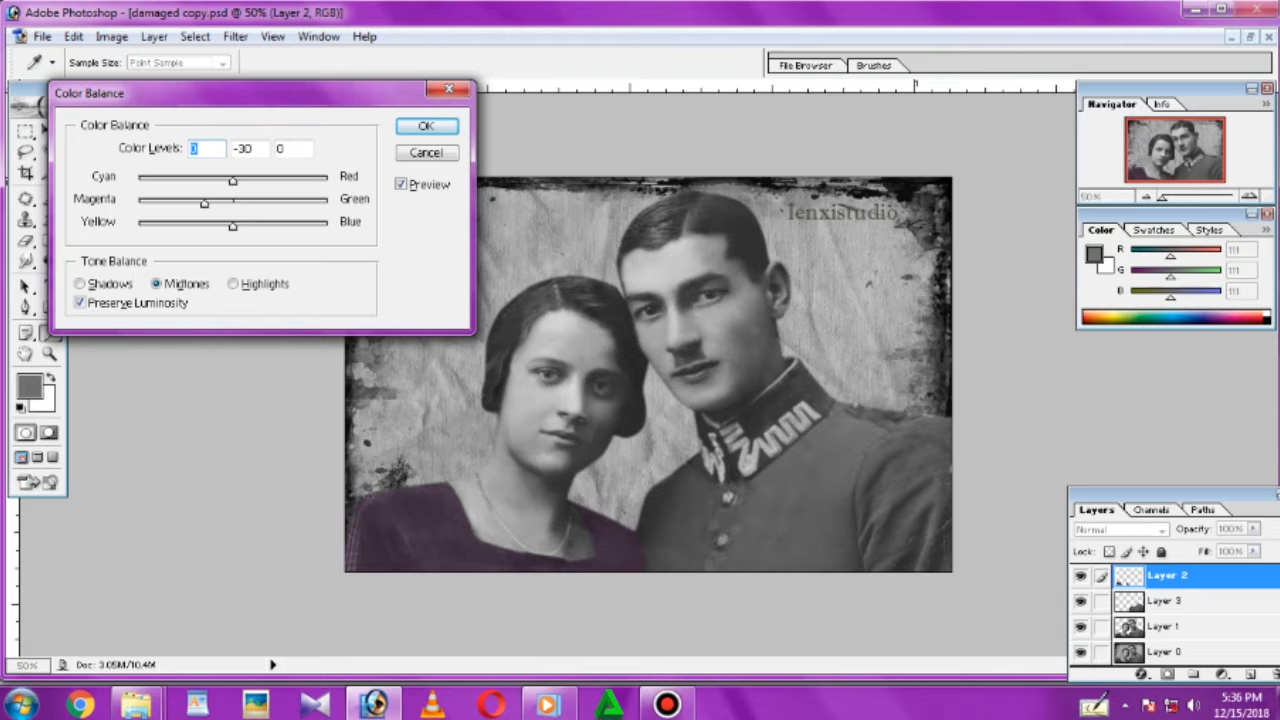 Adobe Photoshop - [damaged copy.psd @ 50% (Layer 2, RGB)]
File Edit Image Layer Select Filter View Window Help
Sample Size: Point Sample
File Browser Brushes
Color Balance
Color Balance
Color Levels: 0 -30 0
Cyan Red
Magenta Green
Yellow Blue
Tone Balance
Shadows Midtones Highlights
Preserve Luminosity
OK
Cancel
Preview
lenxistudio
Navigator Info
50%
Color Swatches Styles
R 111
G 111
B 111
Layers Channels Paths
Normal Opacity: 100%
Lock: Fill: 100%
Layer 2
Layer 3
Layer 1
Layer 0
50% Doc: 3.05M/10.4M
5:36 PM
12/15/2018